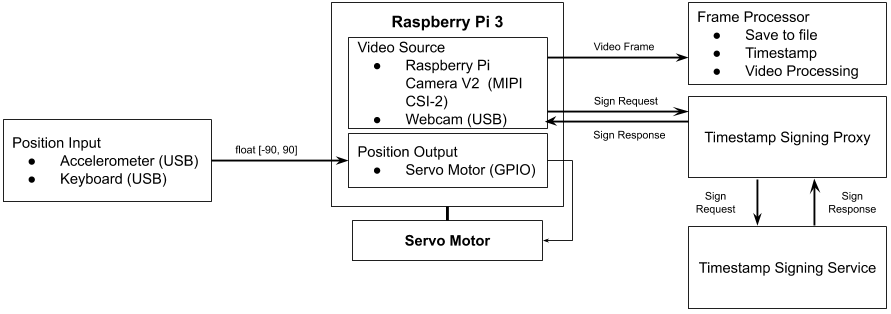 Raspberry Pi 3
Video Source
● Raspberry Pi
Camera V2 (MIPI
CSI-2)
● Webcam (USB)
Position Output
● Servo Motor (GPIO)
Servo Motor
Position Input
● Accelerometer (USB)
● Keyboard (USB)
float [-90, 90]
Video Frame
Sign Request
Sign Response
Frame Processor
● Save to file
● Timestamp
● Video Processing
Timestamp Signing Proxy
Sign
Request
Sign
Response
Timestamp Signing Service